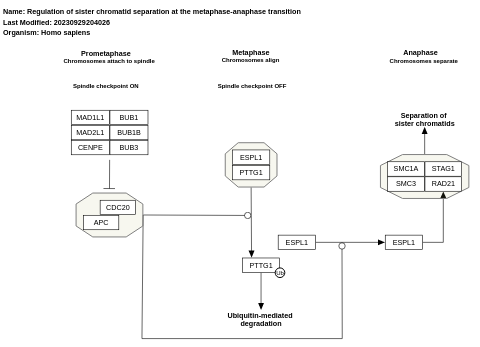 Name: Regulation of sister chromatid separation at the metaphase-anaphase transition
Last Modified: 20230929204026
Organism: Homo sapiens
Prometaphase
Chromosomes attach to spindle
Metaphase
Chromosomes align
Anaphase
Chromosomes separate
Spindle checkpoint ON
Spindle checkpoint OFF
MAD1L1 BUB1
MAD2L1 BUB1B
CENPE BUB3
Separation of
sister chromatids
ESPL1
PTTG1
SMC1A STAG1
SMC3 RAD21
CDC20
APC
ESPL1
ESPL1
PTTG1
Ub
Ubiquitin-mediated
degradation